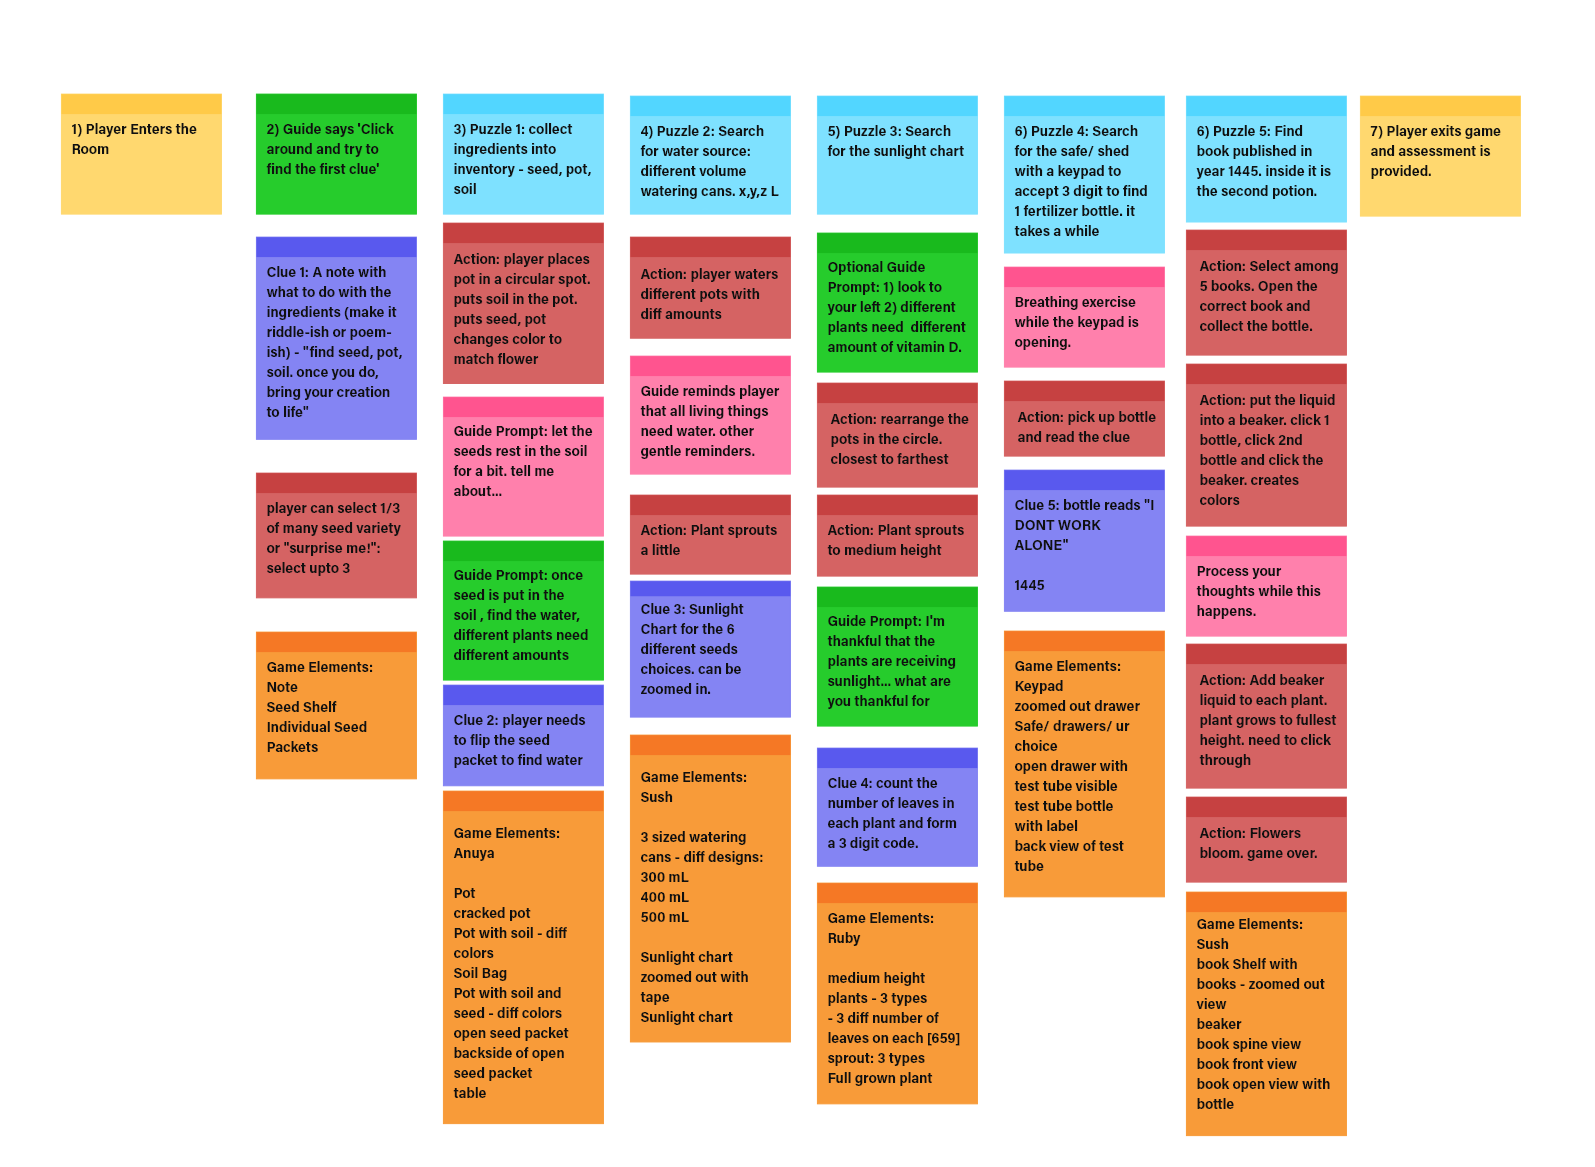 1) Player Enters the
Room
2) Guide says 'Click
around and try to
find the first clue'
Clue 1: A note with
what to do with the
ingredients (make it
riddle-ish or poem-
ish) - "find seed, pot,
soil. once you do,
bring your creation
to life"
player can select 1/3
of many seed variety
or "surprise me!":
select upto 3
Game Elements:
Note
Seed Shelf
Individual Seed
Packets
3) Puzzle 1: collect
ingredients into
inventory - seed, pot,
soil
Action: player places
pot in a circular spot.
puts soil in the pot.
puts seed, pot
changes color to
match flower
Guide Prompt: let the
seeds rest in the soil
for a bit. tell me
about...
Guide Prompt: once
seed is put in the
soil , find the water,
different plants need
different amounts
Clue 2: player needs
to flip the seed
packet to find water
Game Elements:
Anuya
Pot
cracked pot
Pot with soil - diff
colors
Soil Bag
Pot with soil and
seed - diff colors
open seed packet
backside of open
seed packet
table
4) Puzzle 2: Search
for water source:
different volume
watering cans. x,y,z L
Action: player waters
different pots with
diff amounts
Guide reminds player
that all living things
need water. other
gentle reminders.
Action: Plant sprouts
a little
Clue 3: Sunlight
Chart for the 6
different seeds
choices. can be
zoomed in.
Game Elements:
Sush
3 sized watering
cans - diff designs:
300 mL
400 mL
500 mL
Sunlight chart
zoomed out with
tape
Sunlight chart
5) Puzzle 3: Search
for the sunlight chart
Optional Guide
Prompt: 1) look to
your left 2) different
plants need  different
amount of vitamin D.
Action: rearrange the
pots in the circle.
closest to farthest
Action: Plant sprouts
to medium height
Guide Prompt: I'm
thankful that the
plants are receiving
sunlight... what are
you thankful for
Clue 4: count the
number of leaves in
each plant and form
a 3 digit code.
Game Elements:
Ruby
medium height
plants - 3 types
- 3 diff number of
leaves on each [659]
sprout: 3 types
Full grown plant
6) Puzzle 4: Search
for the safe/ shed
with a keypad to
accept 3 digit to find
1 fertilizer bottle. it
takes a while
Breathing exercise
while the keypad is
opening.
Action: pick up bottle
and read the clue
Clue 5: bottle reads "I
DONT WORK
ALONE"
1445
Game Elements:
Keypad
zoomed out drawer
Safe/ drawers/ ur
choice
open drawer with
test tube visible
test tube bottle
with label
back view of test
tube
6) Puzzle 5: Find
book published in
year 1445. inside it is
the second potion.
Action: Select among
5 books. Open the
correct book and
collect the bottle.
Action: put the liquid
into a beaker. click 1
bottle, click 2nd
bottle and click the
beaker. creates
colors
Process your
thoughts while this
happens.
Action: Add beaker
liquid to each plant.
plant grows to fullest
height. need to click
through
Action: Flowers
bloom. game over.
Game Elements:
Sush
book Shelf with
books - zoomed out
view
beaker
book spine view
book front view
book open view with
bottle
7) Player exits game
and assessment is
provided.